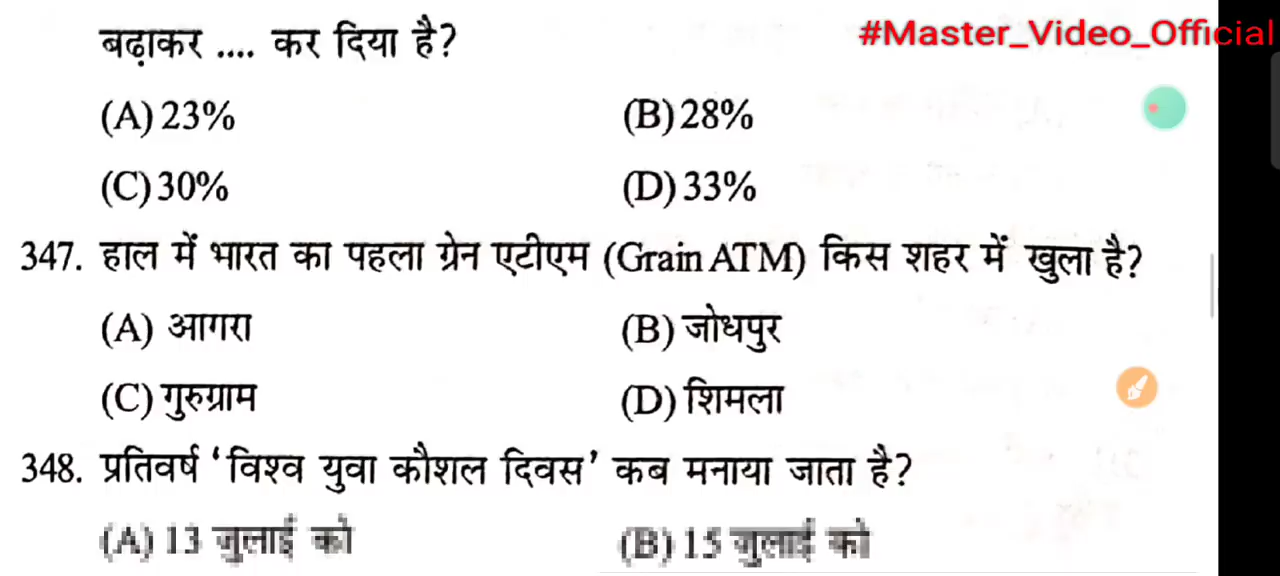 #Master_Video_Official
बढ़ाकर .... कर दिया है?
(A) 23% (B) 28%
(C) 30% (D) 33%
347. हाल में भारत का पहला ग्रेन एटीएम (Grain ATM) किस शहर में खुला है?
(A) आगरा (B) जोधपुर
(C) गुरुग्राम (D) शिमला
348. प्रतिवर्ष ‘विश्व युवा कौशल दिवस’ कब मनाया जाता है?
(A) 13 जुलाई को (B) 15 जुलाई को